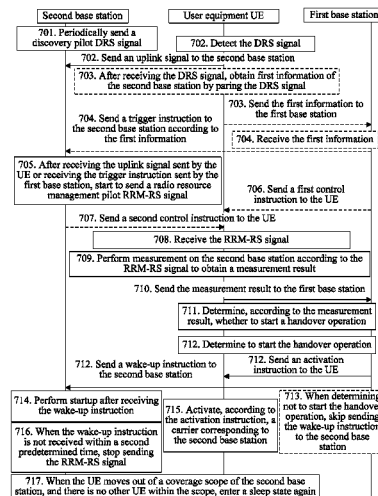 Second base station
User equipment UE
First base station
701. Periodically send a
discovery pilot DRS signal
702. Detect the DRS signal
702. Send an uplink signal to the second base station
703. After receiving the DRS signal, obtain first information of
the second base station by paring the DRS signal
703. Send the first information to
the first base station
704. Send a trigger instruction to
the second base station according to
the first information
704. Receive the first information
705. After receiving the uplink signal sent by the
UE or receiving the trigger instruction sent by the
first base station, start to send a radio resource
management pilot RRM-RS signal
706. Send a first control
instruction to the UE
707. Send a second control instruction to the UE
708. Receive the RRM-RS signal
709. Perform measurement on the second base station according to the
RRM-RS signal to obtain a measurement result
710. Send the measurement result to the first base station
711. Determine, according to the measurement
result, whether to start a handover operation
712. Determine to start the handover operation
712. Send a wake-up instruction to
the second base station
712. Send an activation
instruction to the UE
713. When determining
not to start the handover
operation, skip sending
the wake-up instruction
to the second base
station
714. Perform startup after receiving
the wake-up instruction
715. Activate, according to
the activation instruction, a
carrier corresponding to
the second base station
716. When the wake-up instruction
is not received within a second
predetermined time, stop sending
the RRM-RS signal
717. When the UE moves out of a coverage scope of the second base
station, and there is no other UE within the scope, enter a sleep state again